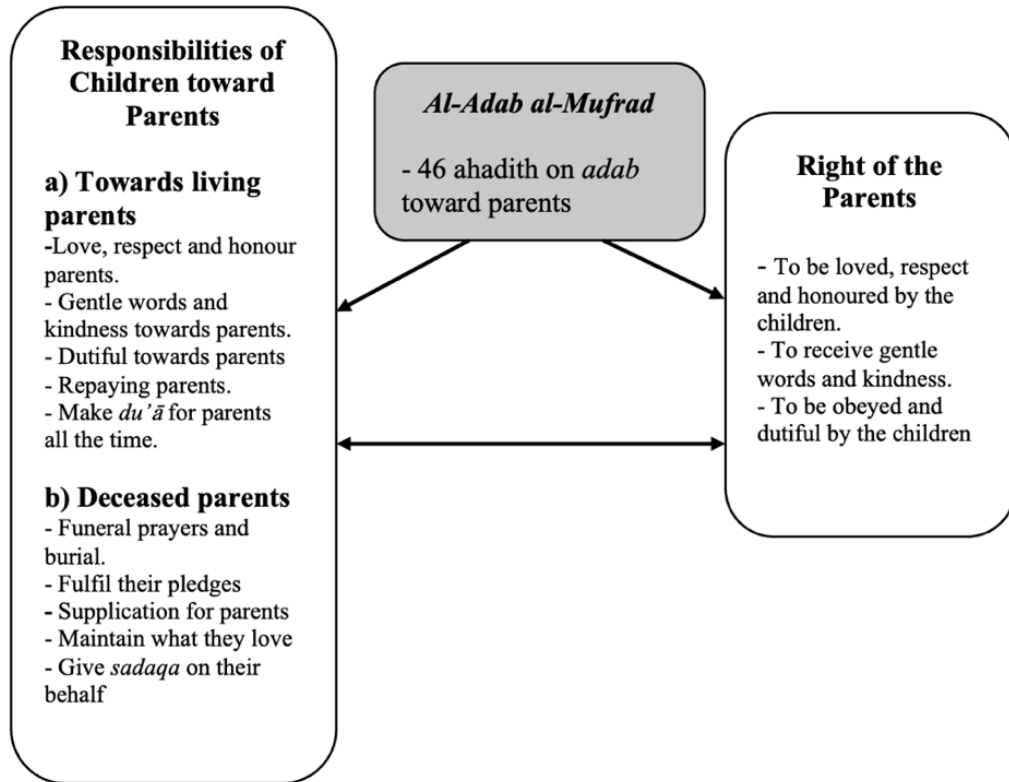 Responsibilities of
Children toward
Parents
a) Towards living
parents
-Love, respect and honour
parents.
- Gentle words and
kindness towards parents.
- Dutiful towards parents
- Repaying parents.
- Make du’ā for parents
all the time.
b) Deceased parents
- Funeral prayers and
burial.
- Fulfil their pledges
- Supplication for parents
- Maintain what they love
- Give sadaqa on their
behalf
Al-Adab al-Mufrad
- 46 ahadith on adab
toward parents
Right of the
Parents
- To be loved, respect
and honoured by the
children.
- To receive gentle
words and kindness.
- To be obeyed and
dutiful by the children